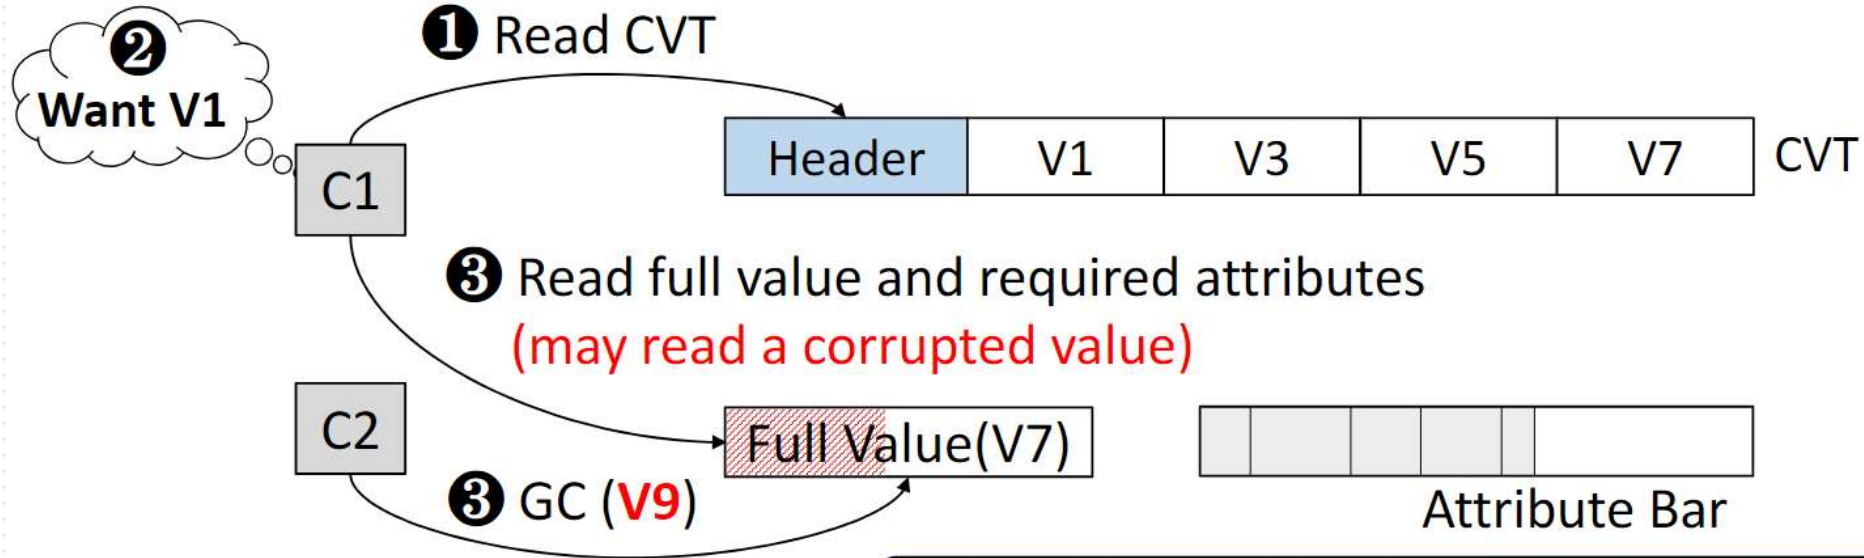 ❶ Read CVT
❷
Want V1
Header V1 V3 V5 V7 CVT
C1
❸ Read full value and required attributes
(may read a corrupted value)
C2
Full Value(V7)
❸ GC (V9)
Attribute Bar